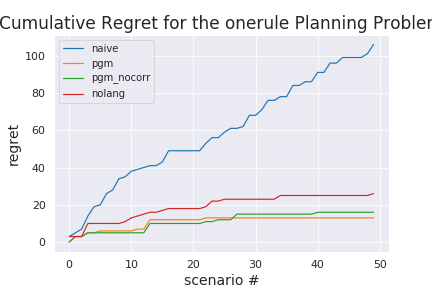 Cumulative Regret for the onerule Planning Problem
naive
pgm
pgm_nocorr
nolang
100
80
60
40
20
0
regret
0 10 20 30 40 50
scenario #